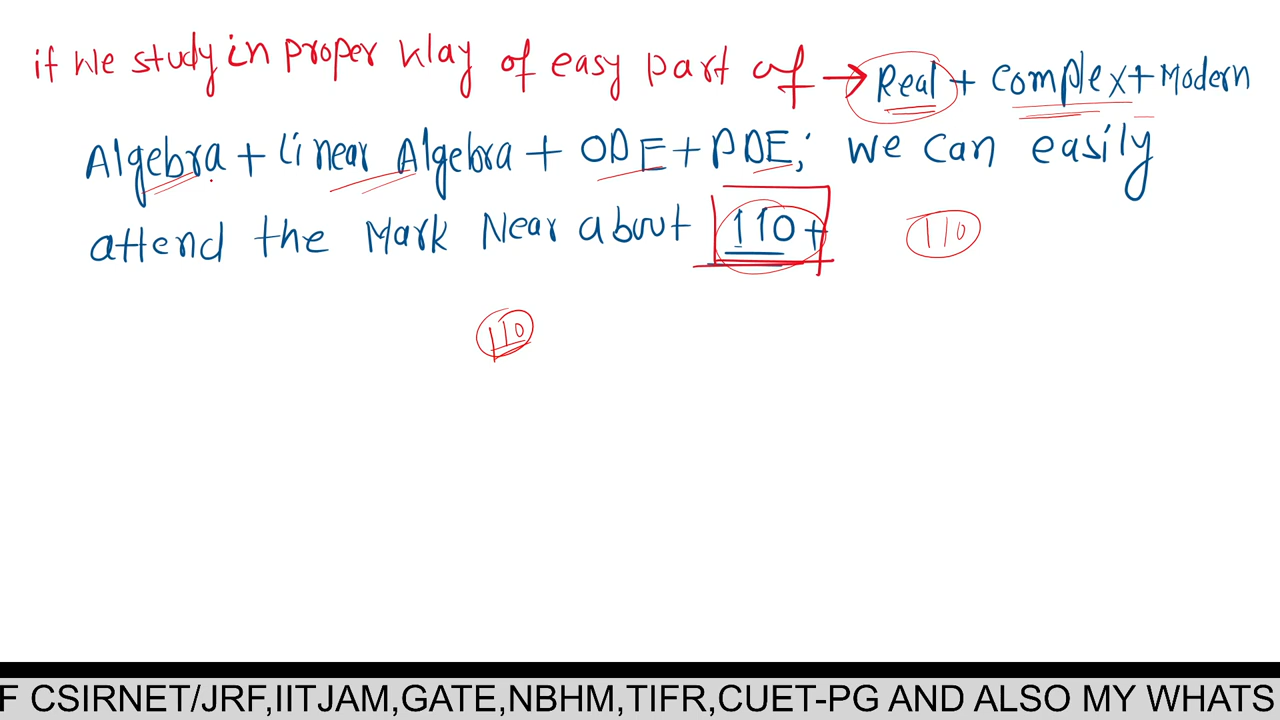 if we study in proper way of easy part of → Real + Complex + Modern
Algebra + Linear Algebra + ODE + PDE; we can easily
attend the Mark Near about 110+ 110
110
F CSIRNET/JRF,IITJAM,GATE,NBHM,TIFR,CUET-PG AND ALSO MY WHATS